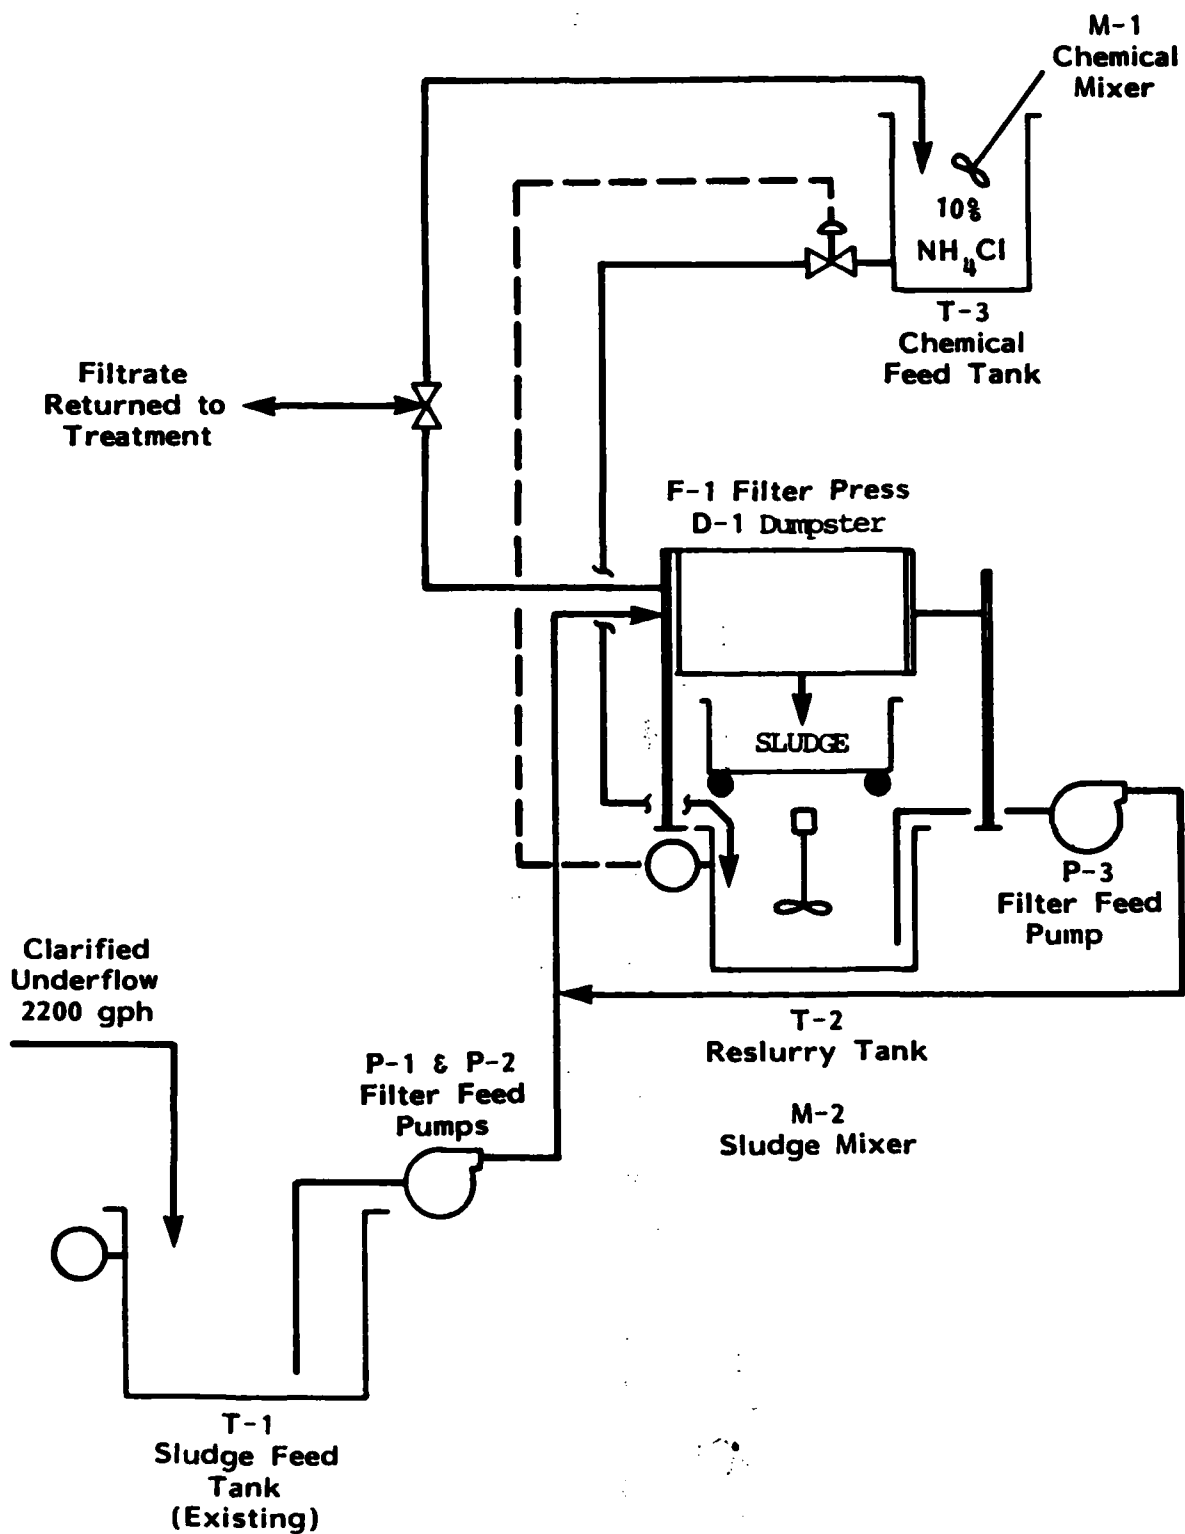 M-1
Chemical
Mixer
10%
NH4Cl
T-3
Chemical
Feed Tank
Filtrate
Returned to
Treatment
F-1 Filter Press
D-1 Dumpster
SLUDGE
P-3
Filter Feed
Pump
Clarified
Underflow
2200 gph
T-2
Reslurry Tank
P-1 & P-2
Filter Feed
Pumps
M-2
Sludge Mixer
T-1
Sludge Feed
Tank
(Existing)